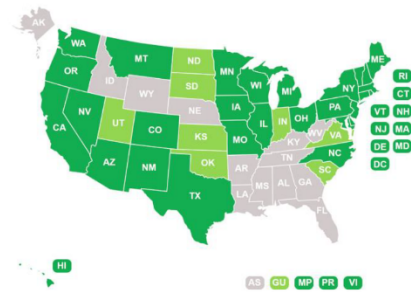 AK
WA
MT
ND
MN
ME
OR
ID
SD
WI
MI
NY
RI
WY
IA
PA
CT
NE
NV
IL
IN
OH
VT
NH
UT
CO
KS
MO
WV
VA
NJ
MA
CA
KY
DE
MD
AZ
NM
OK
AR
TN
NC
DC
TX
LA
MS
AL
GA
SC
FL
HI
AS GU MP PR VI